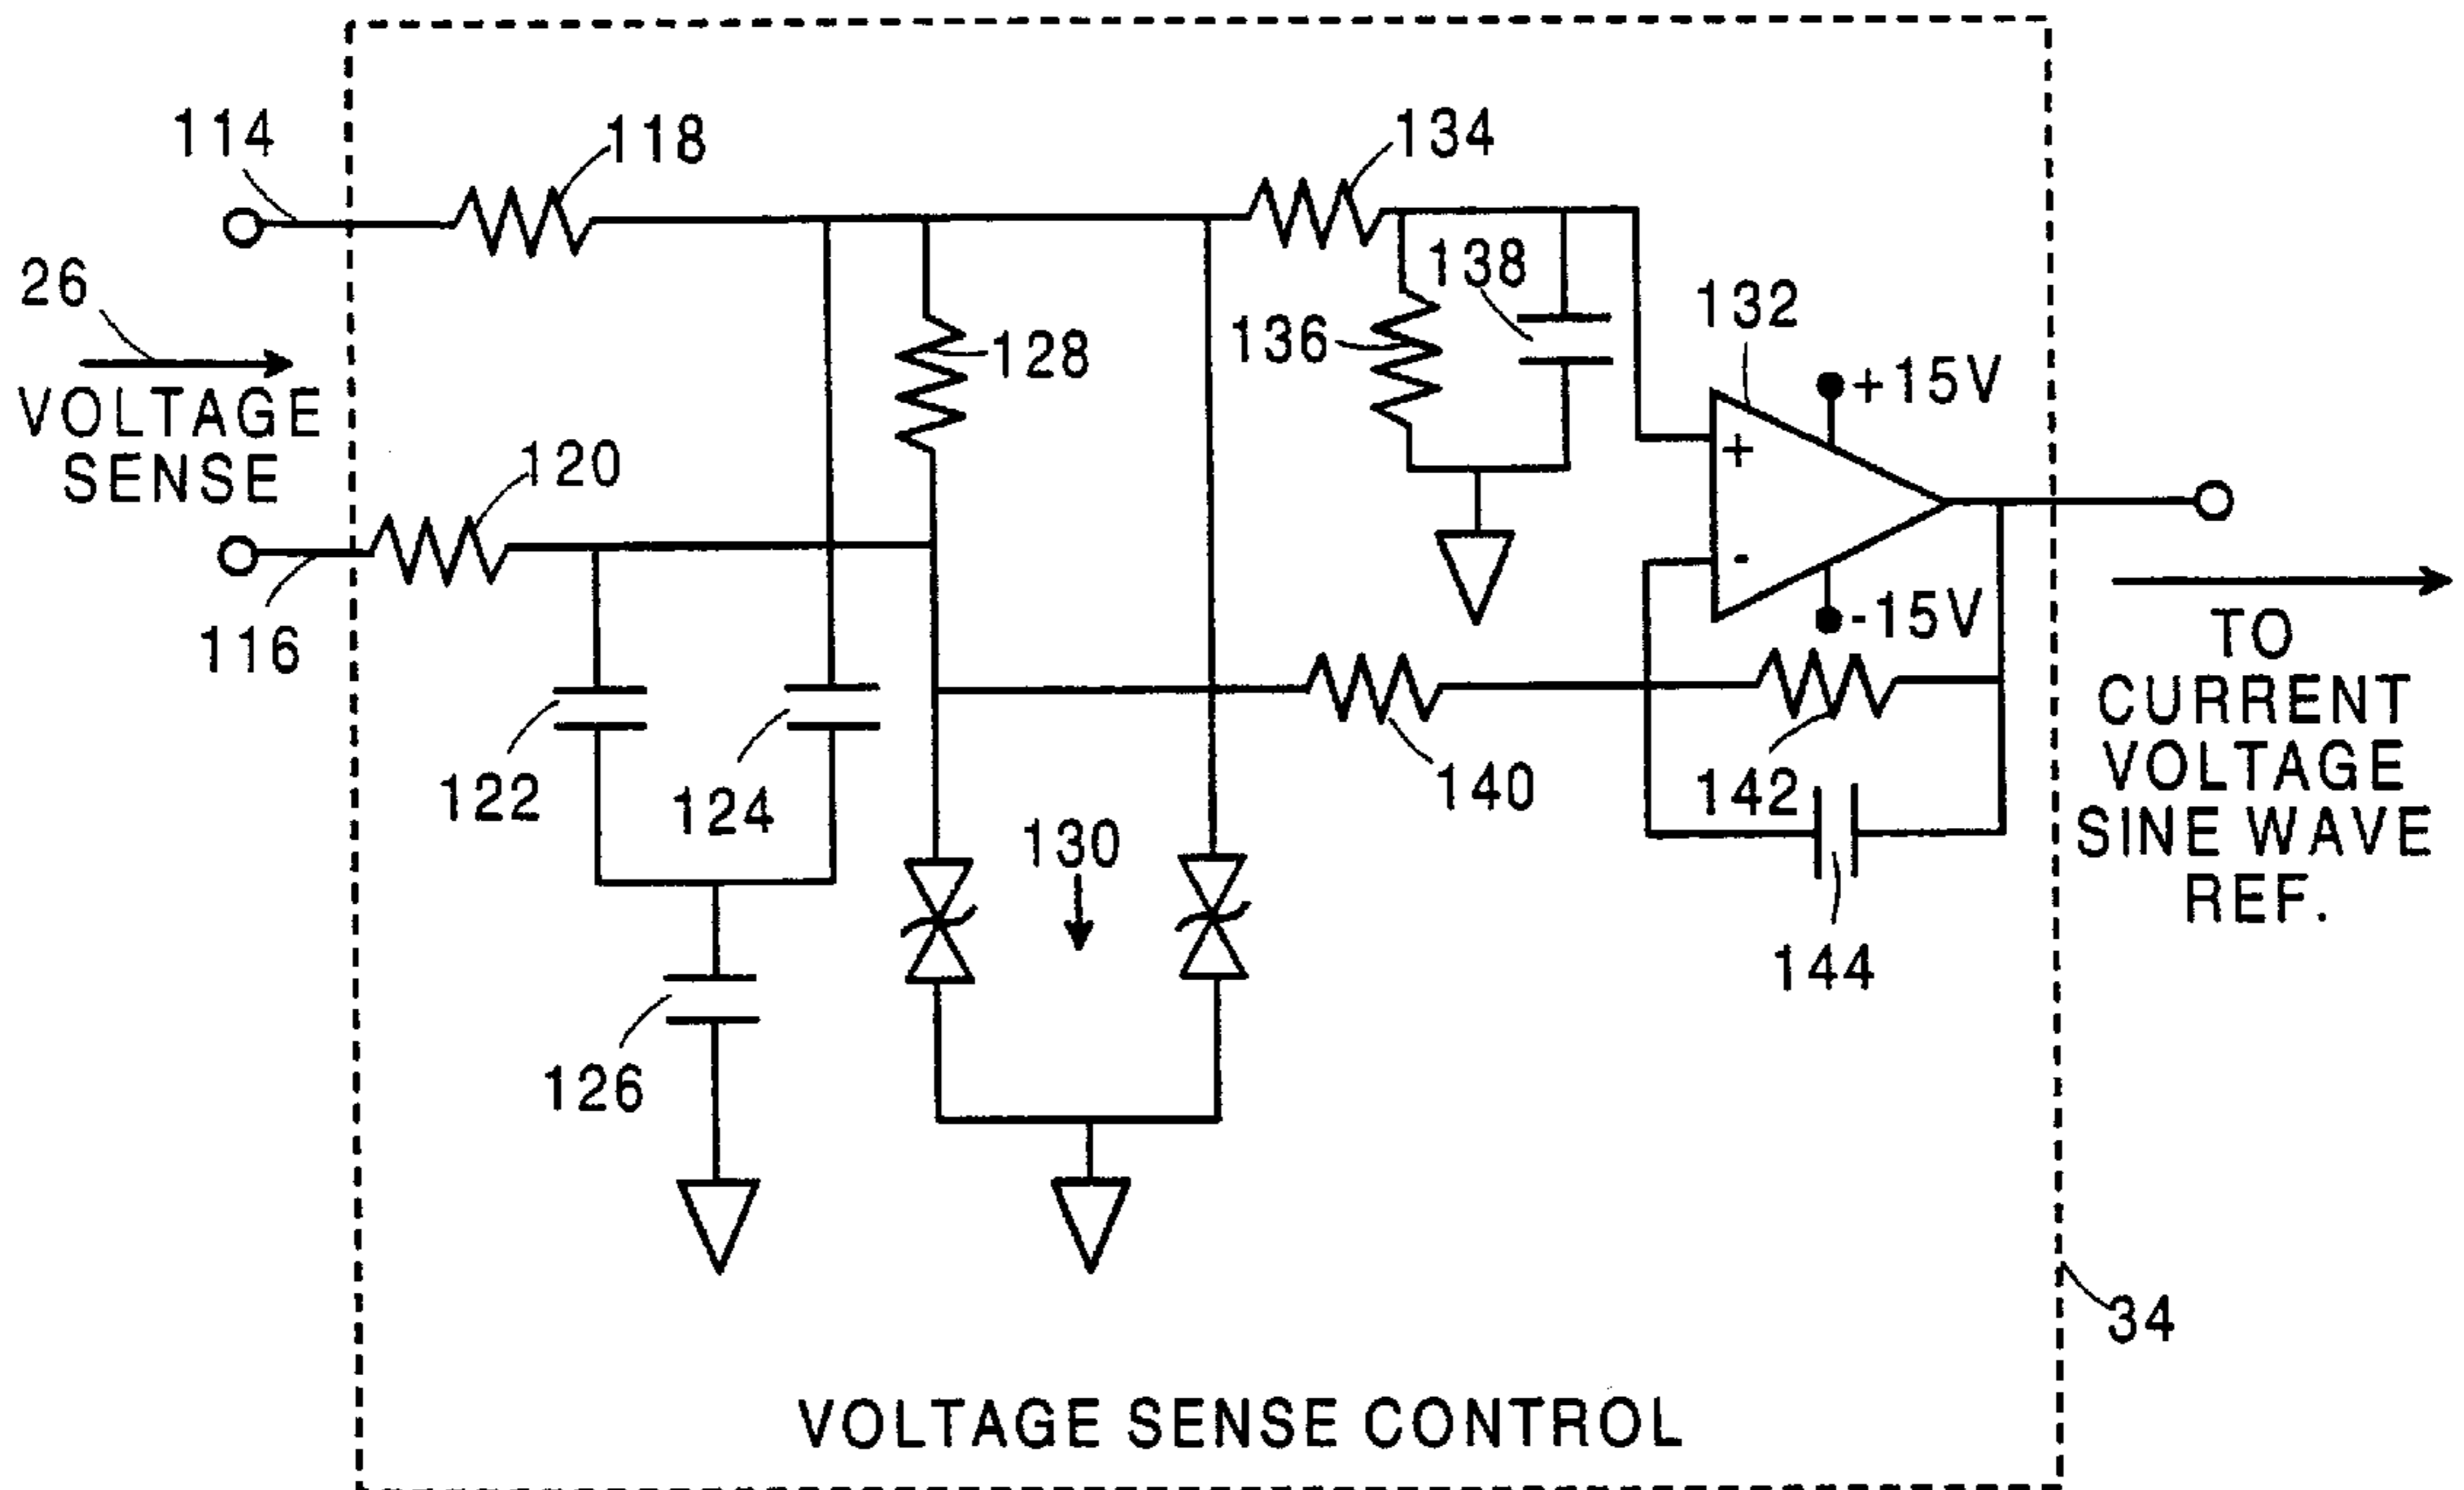 114
118
134
26
138
132
136
128
+15V
VOLTAGE
SENSE
120
+
-
-15V
116
TO
CURRENT
VOLTAGE
SINE WAVE
REF.
122
124
140
142
130
144
126
34
VOLTAGE SENSE CONTROL